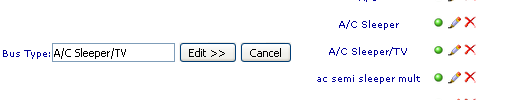 A/C Sleeper
Bus Type: A/C Sleeper/TV Edit >> Cancel
A/C Sleeper/TV
ac semi sleeper mult